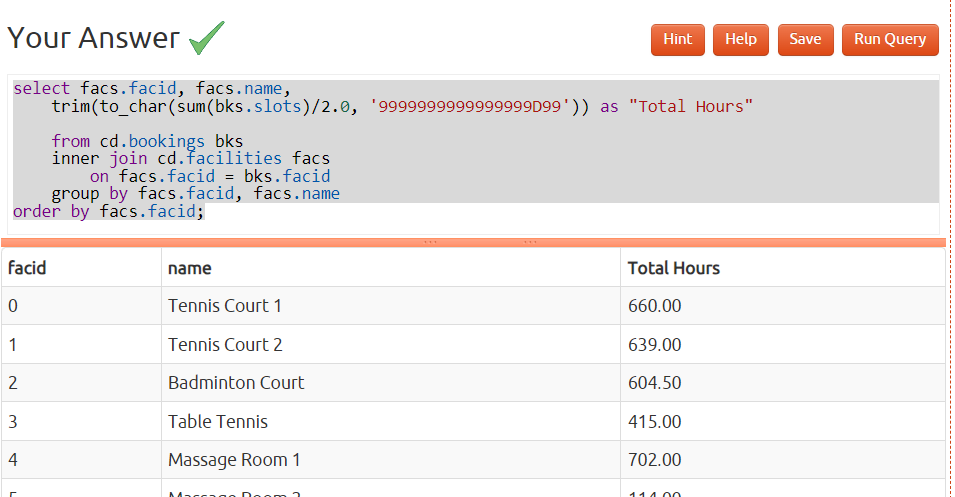 Your Answer
Hint Help Save Run Query
select facs.facid, facs.name,
trim(to_char(sum(bks.slots)/2.0, '9999999999999999D99')) as "Total Hours"
from cd.bookings bks
inner join cd.facilities facs
on facs.facid = bks.facid
group by facs.facid, facs.name
order by facs.facid;
facid name Total Hours
0 Tennis Court 1 660.00
1 Tennis Court 2 639.00
2 Badminton Court 604.50
3 Table Tennis 415.00
4 Massage Room 1 702.00